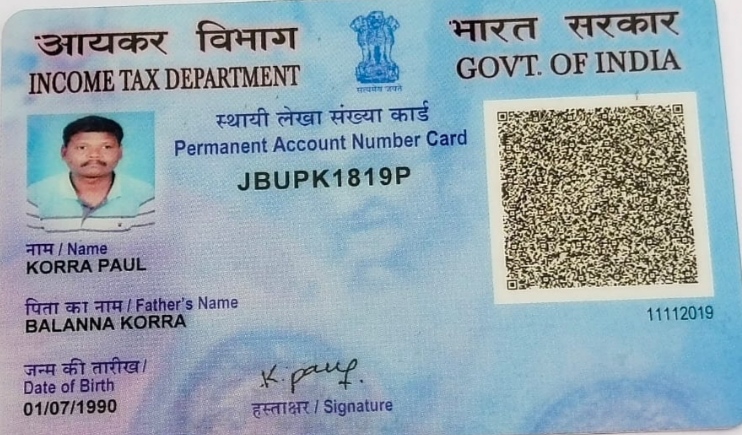 आयकर विभाग
INCOME TAX DEPARTMENT
सत्यमेव जयते
भारत सरकार
GOVT. OF INDIA
स्थायी लेखा संख्या कार्ड
Permanent Account Number Card
JBUPK1819P
नाम / Name
KORRA PAUL
पिता का नाम / Father's Name
BALANNA KORRA
11112019
जन्म की तारीख/
Date of Birth
01/07/1990
K. paul.
हस्ताक्षर / Signature